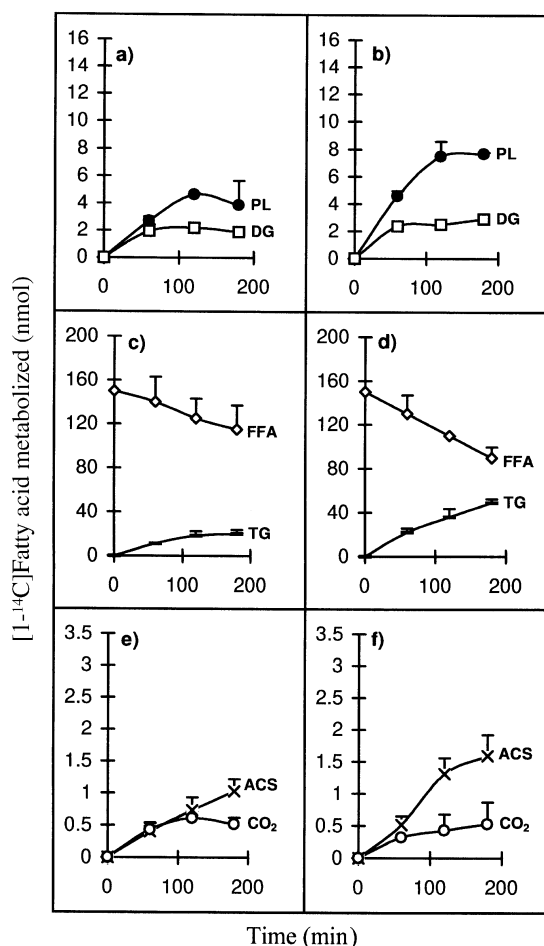 [1-¹⁴C]Fatty acid metabolized (nmol)
a)
16
14
12
10
8
6
4
2
0
PL
DG
0 100 200
b)
16
14
12
10
8
6
4
2
0
PL
DG
0 100 200
c)
200
160
120
80
40
0
FFA
TG
0 100 200
d)
200
160
120
80
40
0
FFA
TG
0 100 200
e)
3.5
3
2.5
2
1.5
1
0.5
0
ACS
CO₂
0 100 200
f)
3.5
3
2.5
2
1.5
1
0.5
0
ACS
CO₂
0 100 200
Time (min)